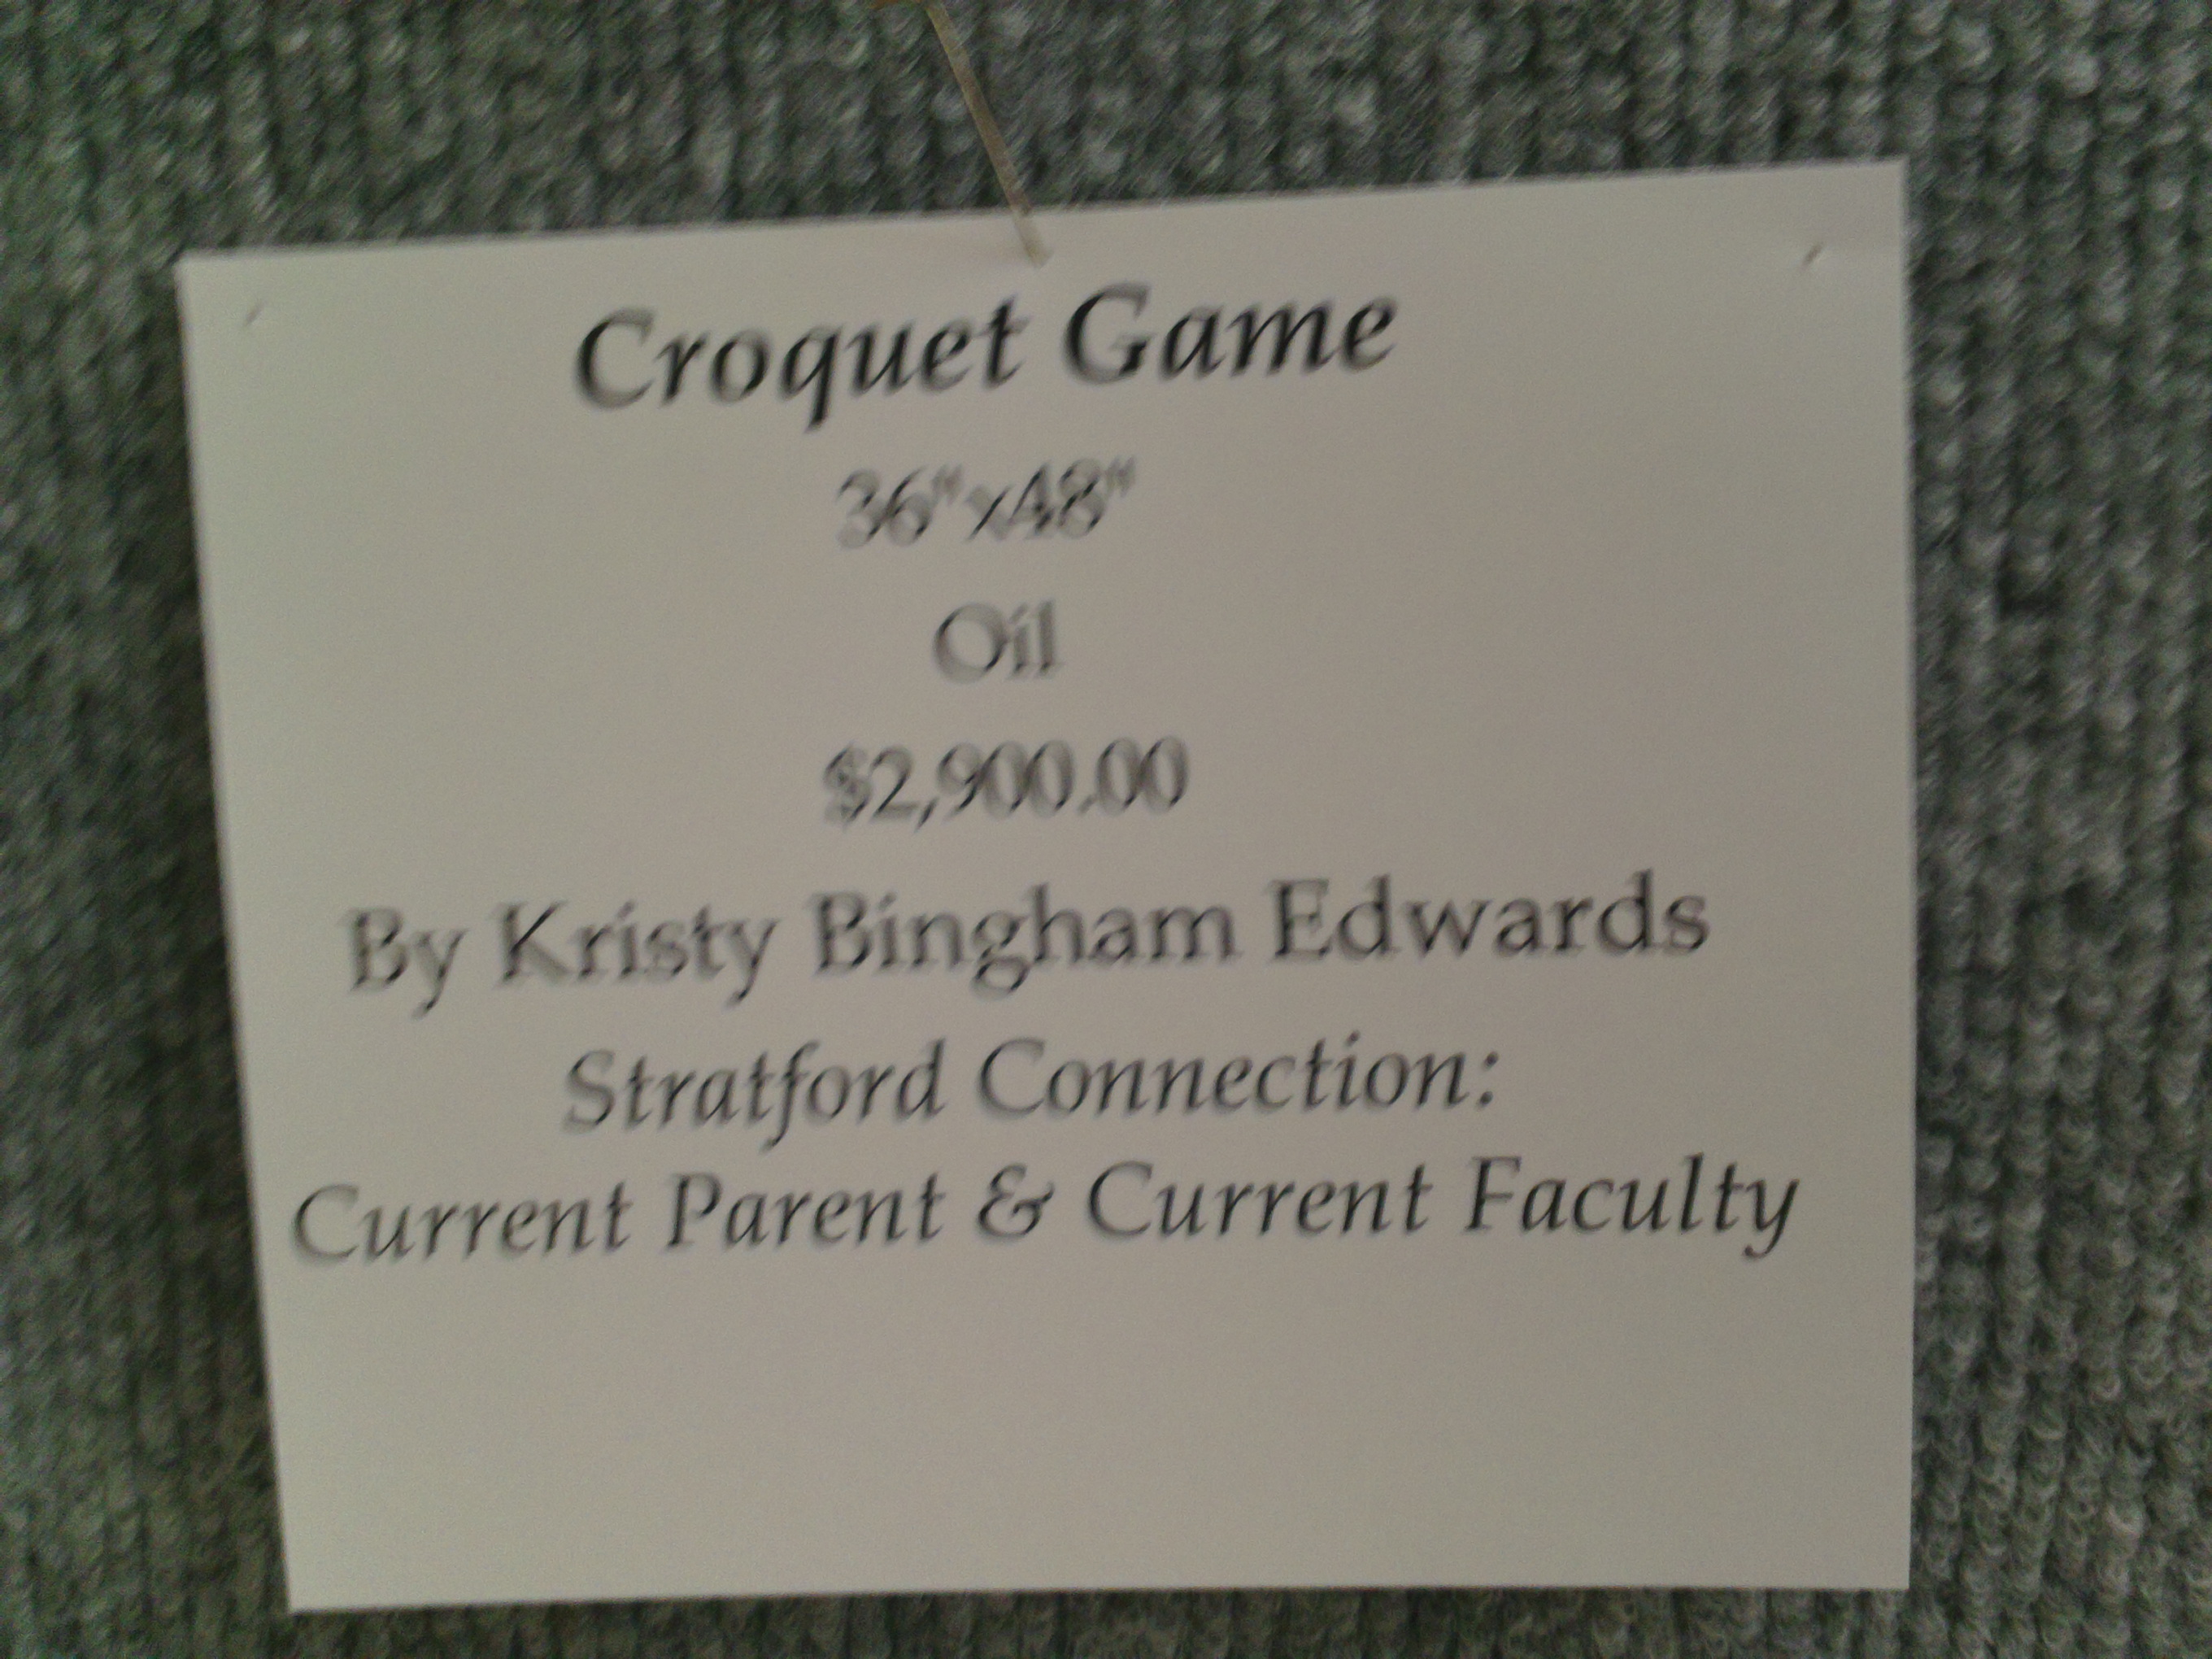 Croquet Game
36"x48"
Oil
$2,900.00
By Kristy Bingham Edwards
Stratford Connection:
Current Parent & Current Faculty